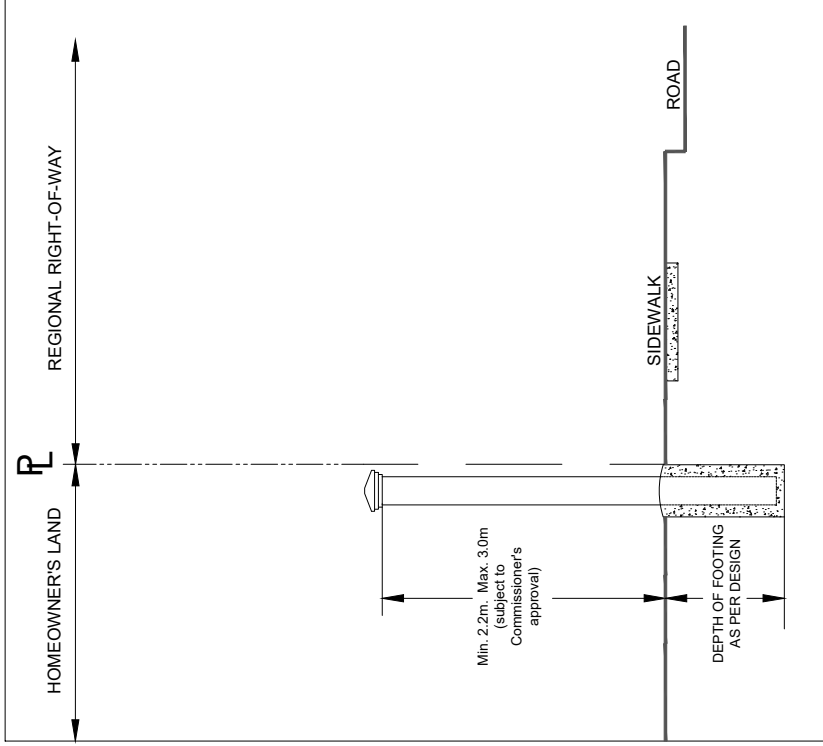 HOMEOWNER'S LAND
PL
REGIONAL RIGHT-OF-WAY
Min. 2.2m. Max. 3.0m
(subject to
Commissioner's
approval)
SIDEWALK
ROAD
DEPTH OF FOOTING
AS PER DESIGN